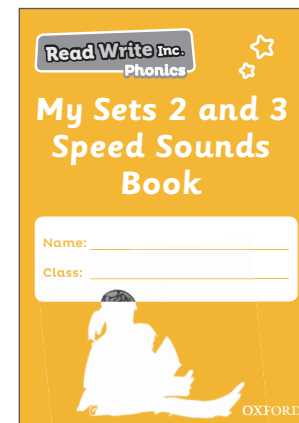 Read Write Inc.
Phonics
My Sets 2 and 3
Speed Sounds
Book
Name:
Class:
OXFORD